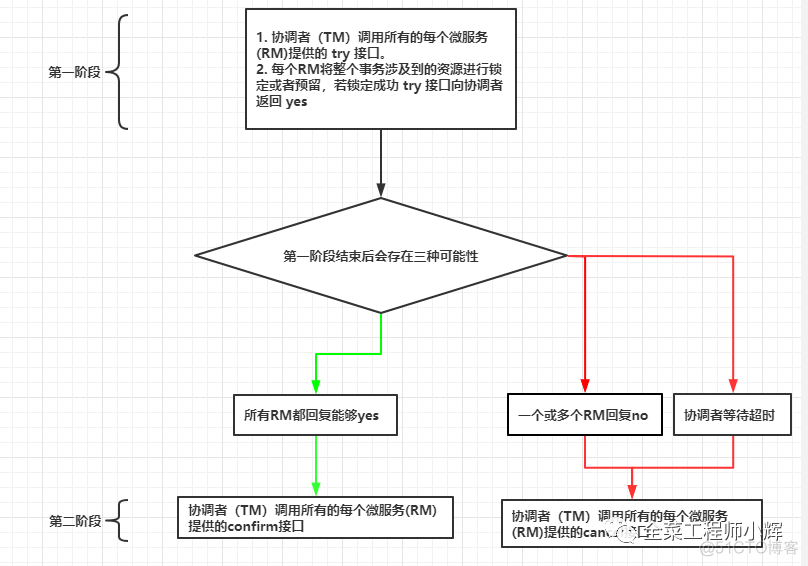 第一阶段
1. 协调者（TM）调用所有的每个微服务
(RM)提供的 try 接口。
2. 每个RM将整个事务涉及到的资源进行锁
定或者预留，若锁定成功 try 接口向协调者
返回 yes
第一阶段结束后会存在三种可能性
所有RM都回复能够yes
一个或多个RM回复no
协调者等待超时
第二阶段
协调者（TM）调用所有的每个微服务(RM)
提供的confirm接口
协调者（TM）调用所有的每个微服务
(RM)提供的can
全菜工程师小辉
@51CTO博客